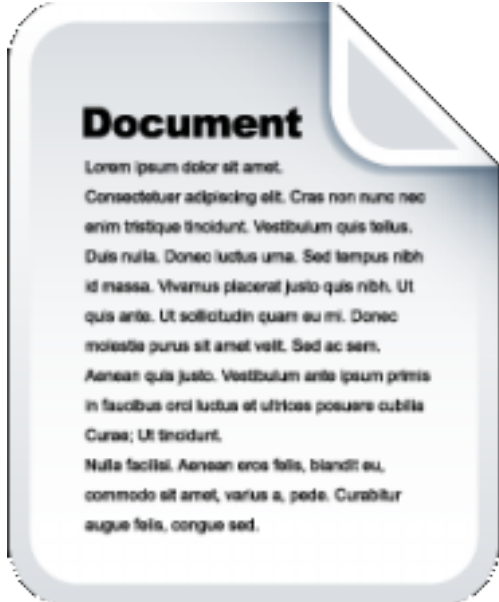 Document
Lorem ipsum dolor sit amet.
Consectetuer adipiscing elit. Cras non nunc nec
enim tristique tincidunt. Vestibulum quis tellus.
Duis nulla. Donec luctus urna. Sed tempus nibh
id massa. Vivamus placerat justo quis nibh. Ut
quis ante. Ut sollicitudin quam eu mi. Donec
molestie purus sit amet velit. Sed ac sem.
Aenean quis justo. Vestibulum ante ipsum primis
in faucibus orci luctus et ultrices posuere cubilia
Curae; Ut tincidunt.
Nulla facilisi. Aenean eros felis, blandit eu,
commodo sit amet, varius a, pede. Curabitur
augue felis, congue sed.